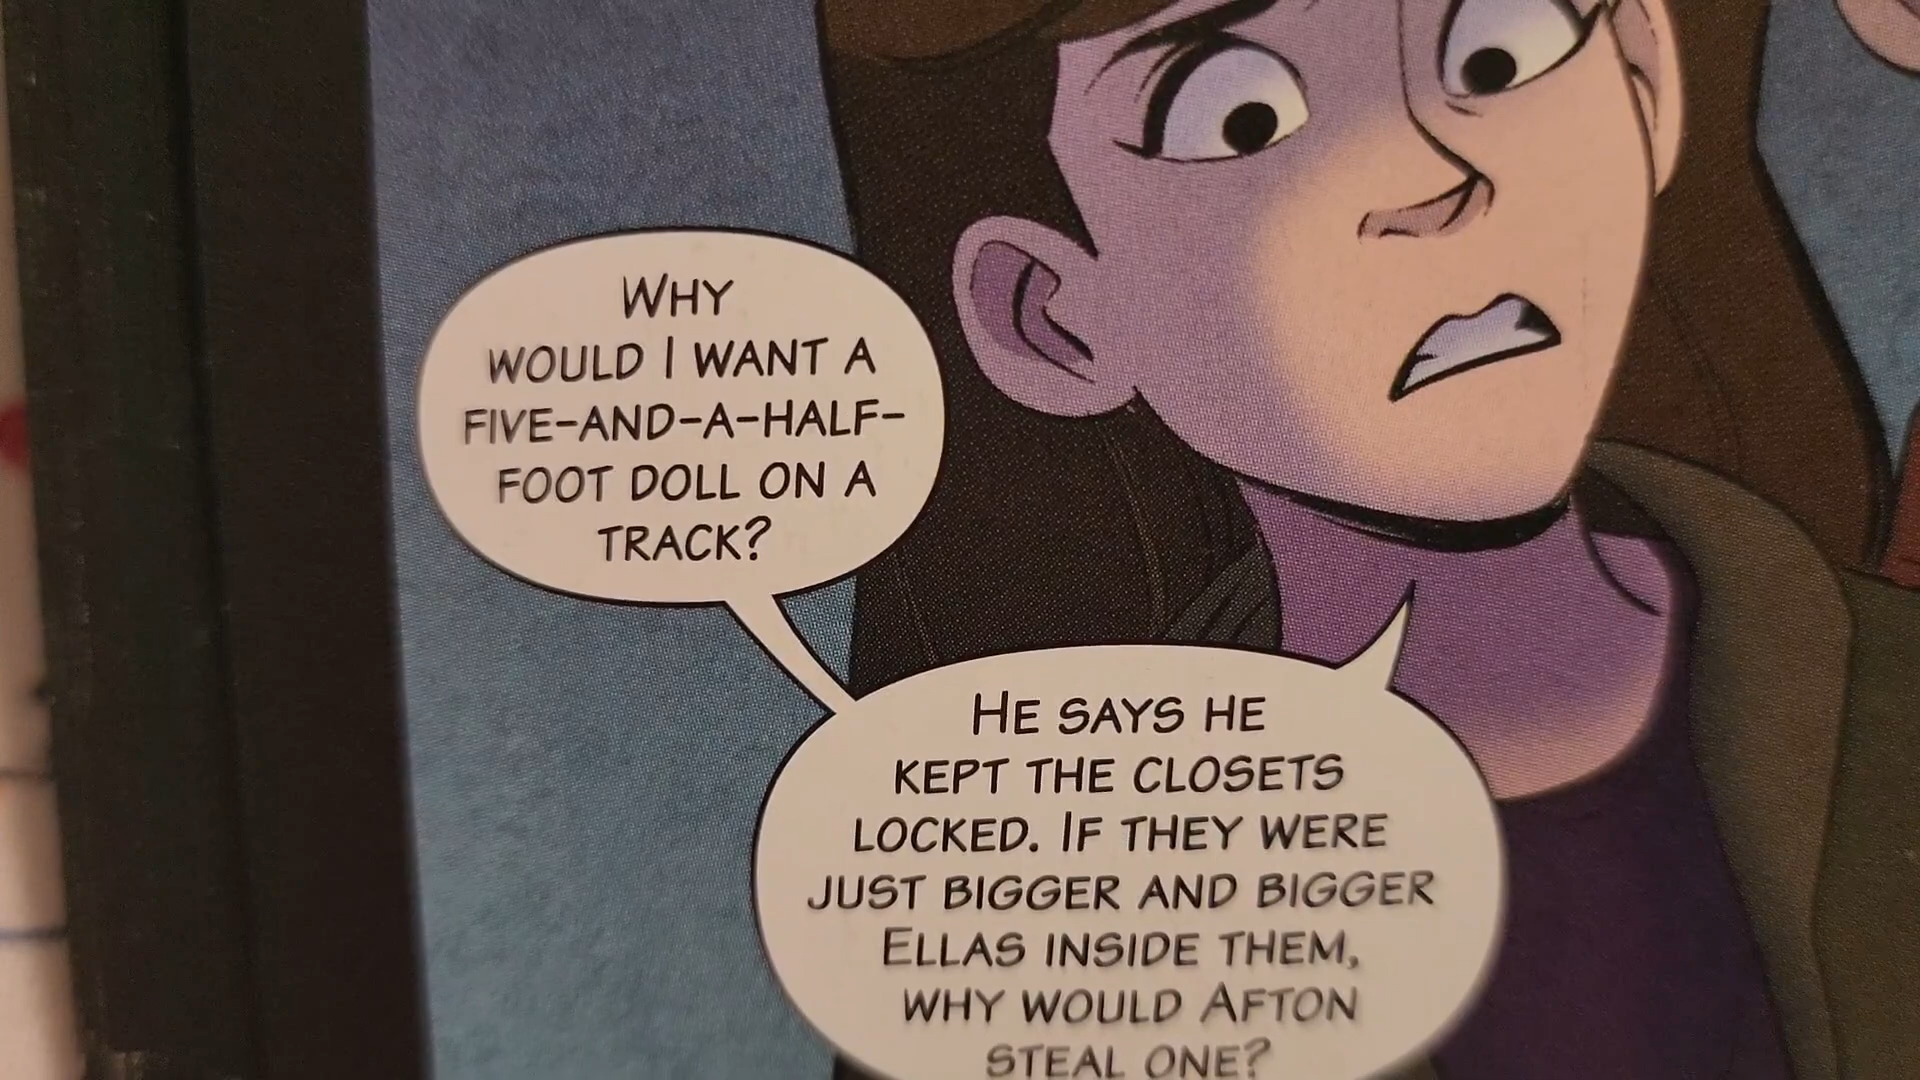 WHY
WOULD I WANT A
FIVE-AND-A-HALF-
FOOT DOLL ON A
TRACK?
HE SAYS HE
KEPT THE CLOSETS
LOCKED. IF THEY WERE
JUST BIGGER AND BIGGER
ELLAS INSIDE THEM,
WHY WOULD AFTON
STEAL ONE?